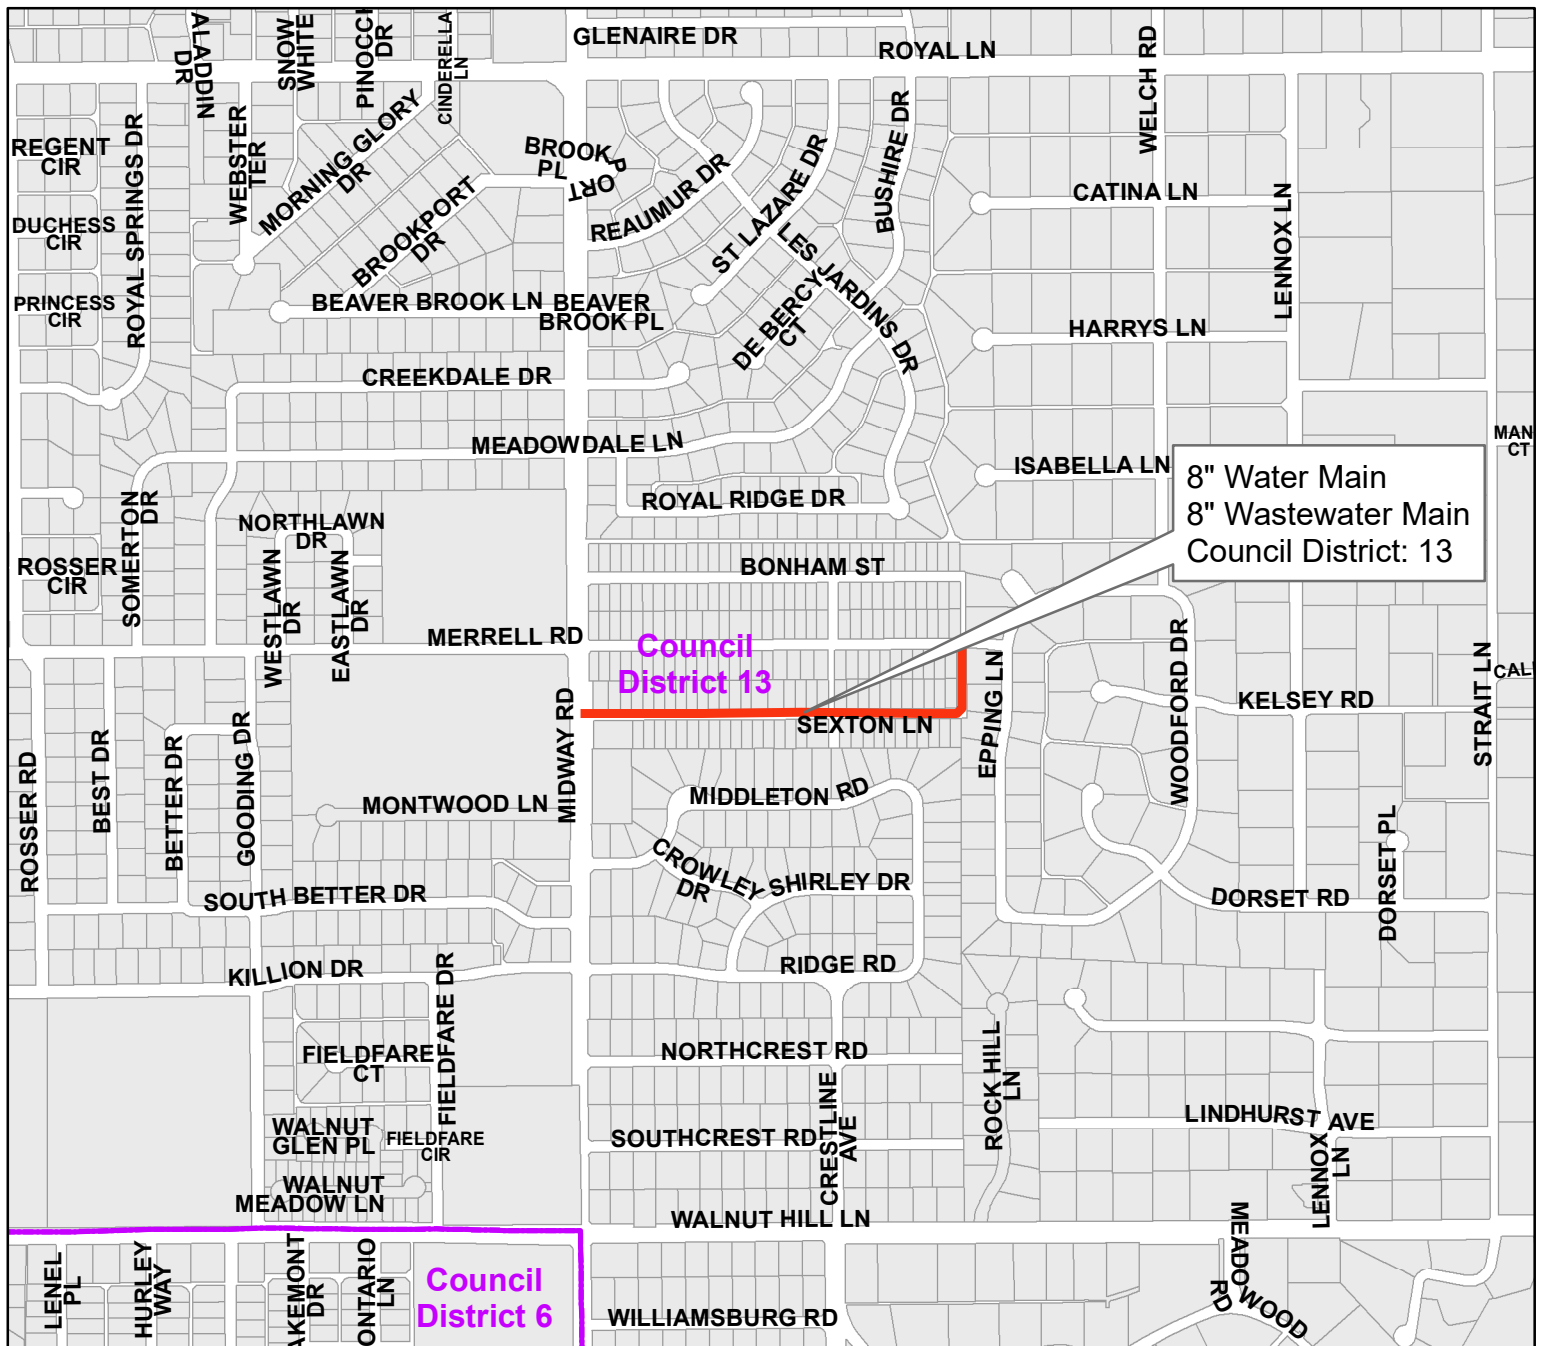 GLENAIRE DR
ROYAL LN
ALADDIN
DR
SNOW
WHITE
DR
CINDERELLA
LN
WELCH RD
REGENT
CIR
ROYAL SPRINGS DR
WEBSTER
TER
MORNING GLORY
DR
BROOK
PL
REAUMUR DR
ST LAZARE DR
BUSHIRE DR
CATINA LN
LENNOX LN
DUCHESS
CIR
BROOKPORT
DR
LES JARDINS DR
PRINCESS
CIR
BEAVER BROOK LN
BEAVER
BROOK PL
DE BERCY
CT
HARRYS LN
CREEKDALE DR
MEADOWDALE LN
MAN
CT
ISABELLA LN
8" Water Main
8" Wastewater Main
Council District: 13
ROYAL RIDGE DR
SOMERTON
DR
NORTHLAWN
DR
ROSSER
CIR
WESTLAWN
DR
EASTLAWN
DR
BONHAM ST
MERRELL RD
Council
District 13
EPPING LN
WOODFORD DR
STRAIT LN
KELSEY RD
MIDWAY RD
SEXTON LN
ROSSER RD
BEST DR
BETTER DR
GOODING DR
MONTWOOD LN
MIDDLETON RD
CROWLEY
DR
SHIRLEY DR
DORSET PL
DORSET RD
SOUTH BETTER DR
KILLION DR
FIELDFARE DR
RIDGE RD
NORTHCREST RD
ROCK HILL
LN
FIELDFARE
CT
CRESTLINE
AVE
LINDHURST AVE
WALNUT
GLEN PL
FIELDFARE
CIR
SOUTHCREST RD
LENNOX
LN
WALNUT
MEADOW LN
WALNUT HILL LN
MEADOWOOD
RD
LENEL
PL
HURLEY
WAY
AKEMONT
DR
ONTARIO
LN
Council
District 6
WILLIAMSBURG RD